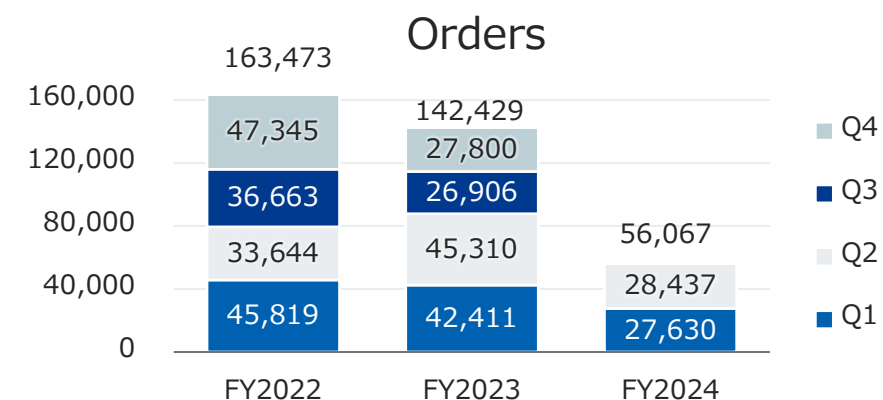 Orders
163,473
160,000
142,429
47,345
27,800
Q4
120,000
36,663
26,906
Q3
80,000
56,067
33,644
45,310
Q2
40,000
28,437
45,819
42,411
27,630
Q1
0
FY2022
FY2023
FY2024